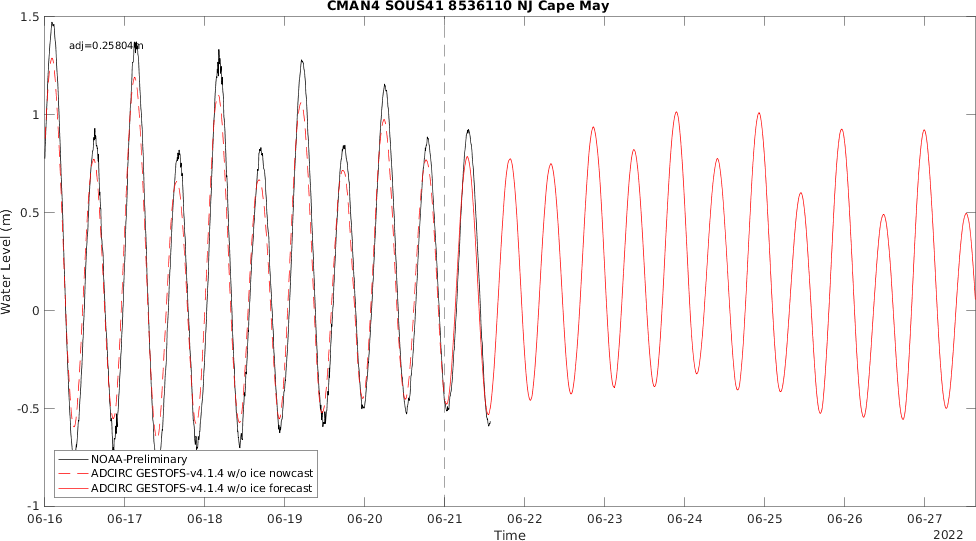 CMAN4 SOUS41 8536110 NJ Cape May
adj=0.25804m
1.5
1
0.5
0
-0.5
-1
Water Level (m)
NOAA-Preliminary
ADCIRC GESTOFS-v4.1.4 w/o ice nowcast
ADCIRC GESTOFS-v4.1.4 w/o ice forecast
06-16 06-17 06-18 06-19 06-20 06-21 06-22 06-23 06-24 06-25 06-26 06-27
Time
2022